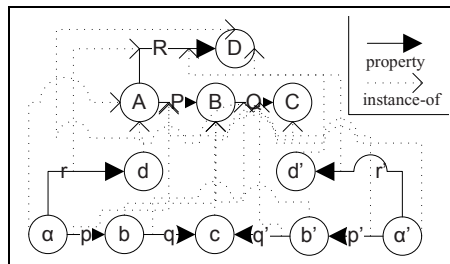 R D
property
instance-of
A P B Q C
d d'
r r'
α p b q c q' b' p' α'